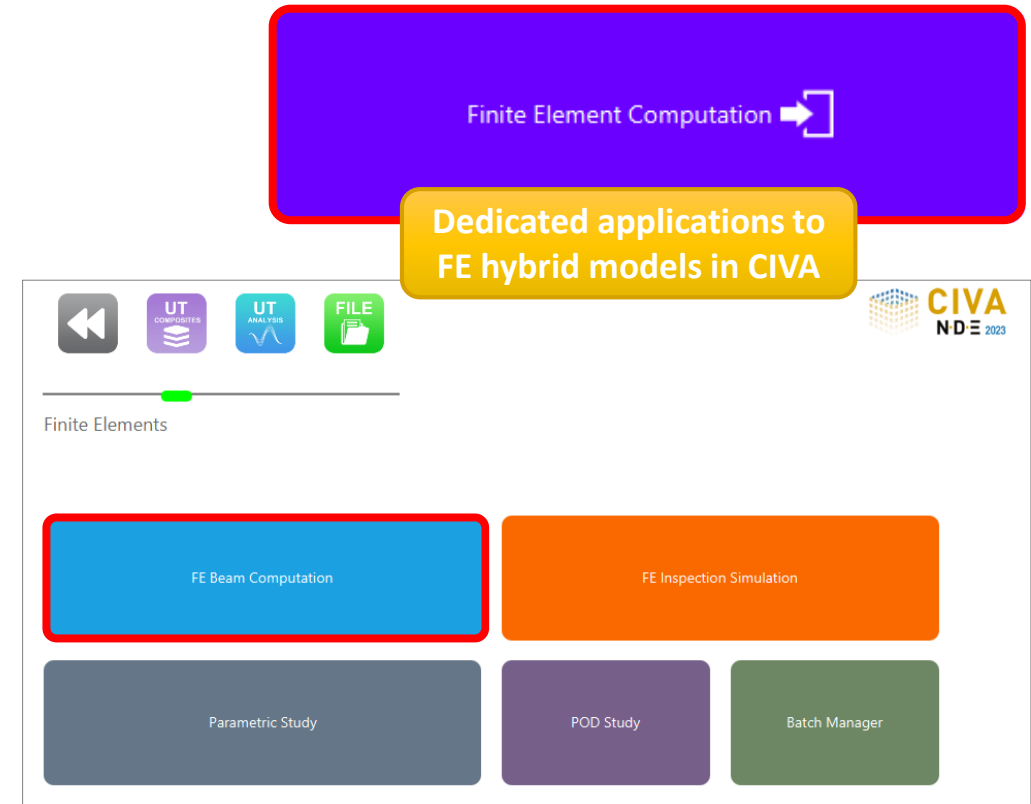 Finite Element Computation
Dedicated applications to
FE hybrid models in CIVA
UT
COMPOSITES
UT
ANALYSIS
FILE
CIVA
N·D·E 2023
Finite Elements
FE Beam Computation
FE Inspection Simulation
Parametric Study
POD Study
Batch Manager